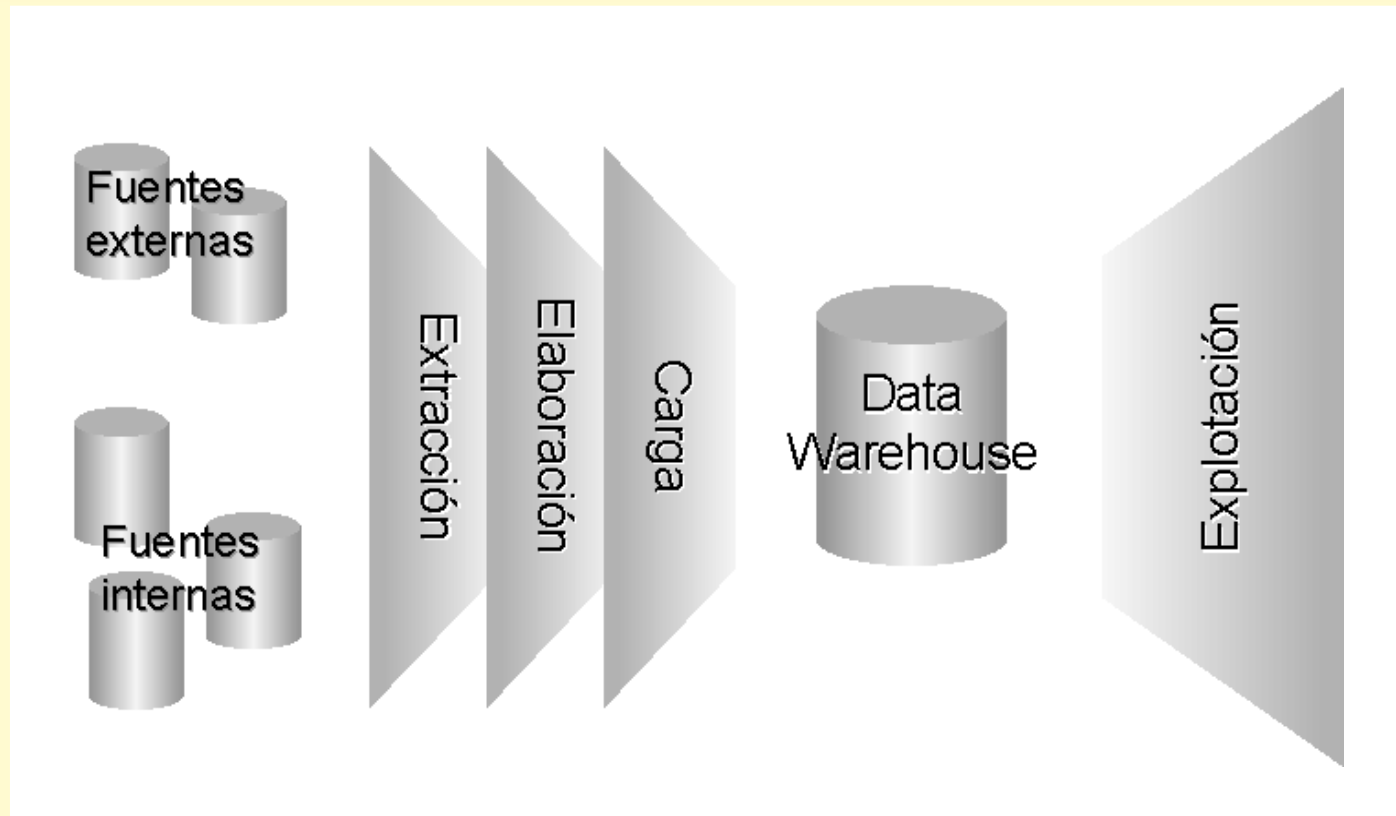 Fuentes
externas
Fuentes
internas
Extracción
Elaboración
Carga
Data
Warehouse
Explotación